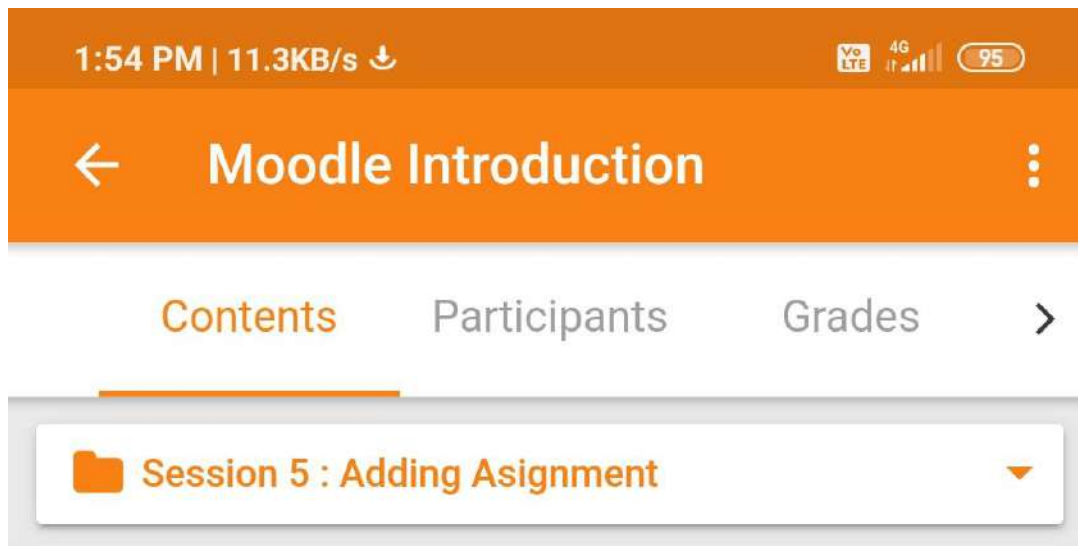 1:54 PM | 11.3KB/s
Vo LTE 4G 95
Moodle Introduction
Contents Participants Grades
Session 5 : Adding Asignment